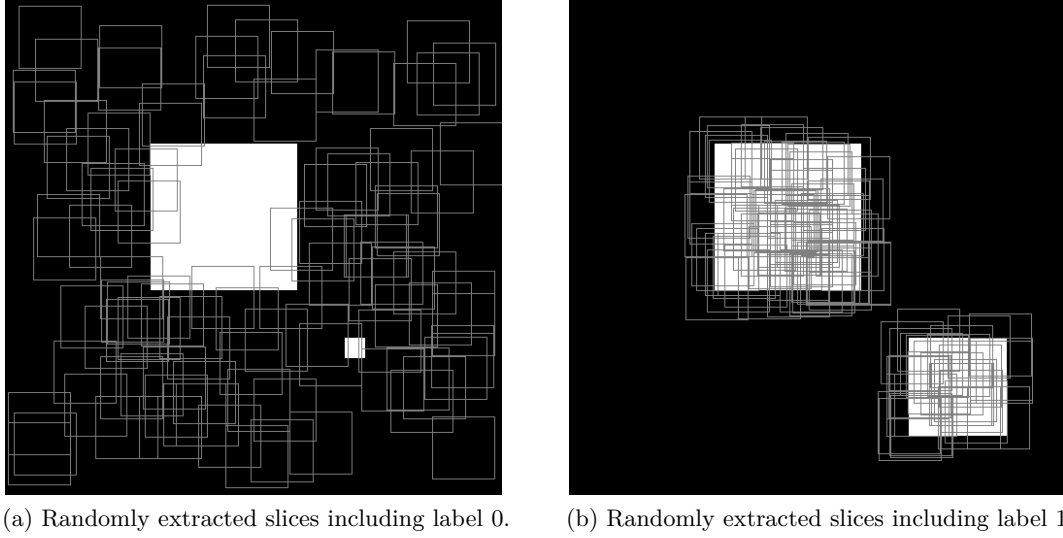 (a) Randomly extracted slices including label 0.
(b) Randomly extracted slices including label 1